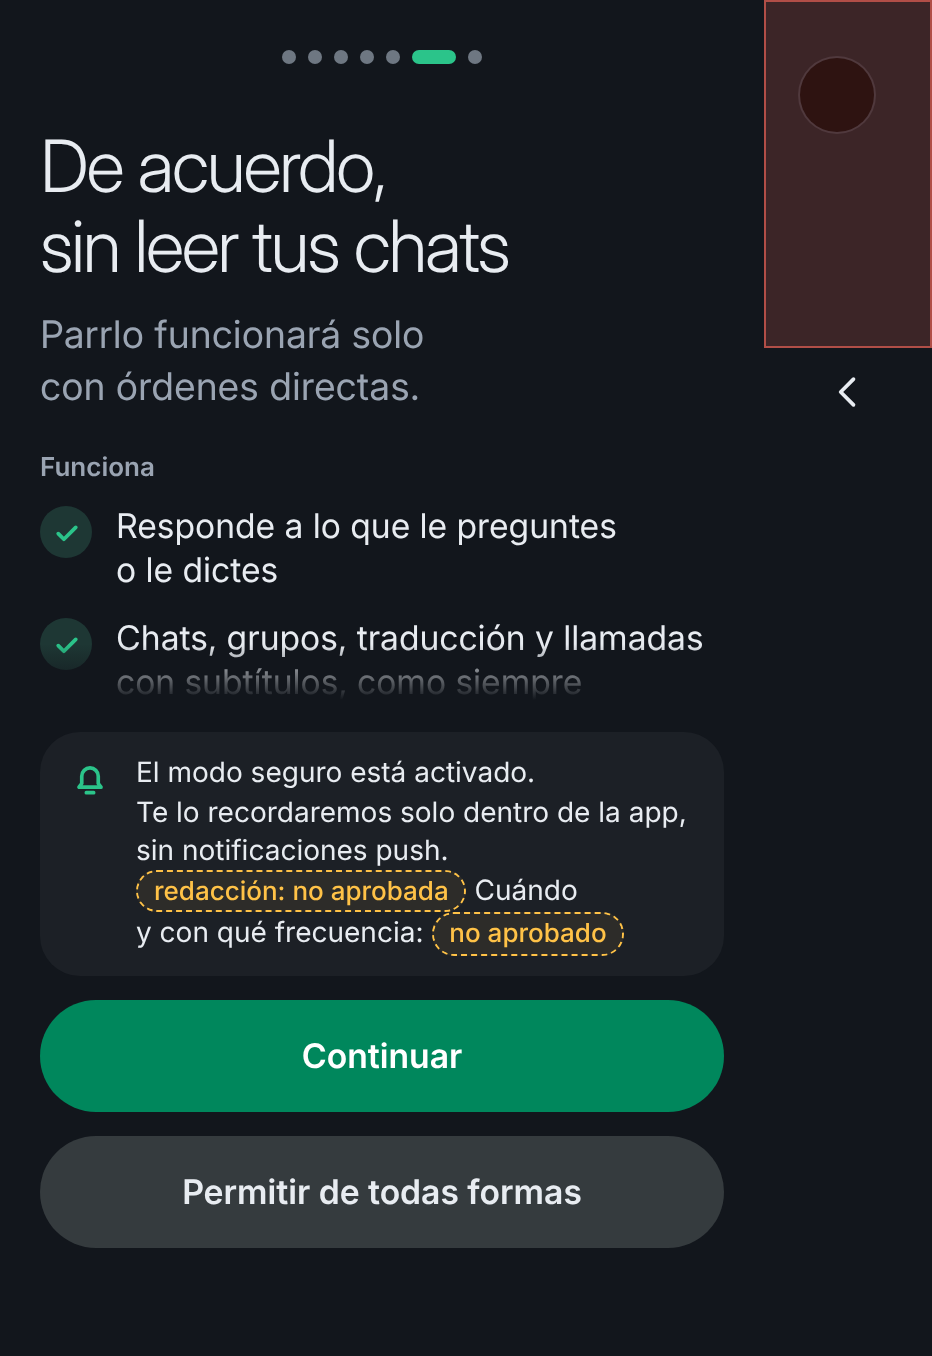 De acuerdo,
sin leer tus chats
Parrlo funcionará solo
con órdenes directas.
Funciona
Responde a lo que le preguntes
o le dictes
Chats, grupos, traducción y llamadas
con subtítulos, como siempre
El modo seguro está activado.
Te lo recordaremos solo dentro de la app,
sin notificaciones push.
redacción: no aprobada Cuándo
y con qué frecuencia: no aprobado
Continuar
Permitir de todas formas